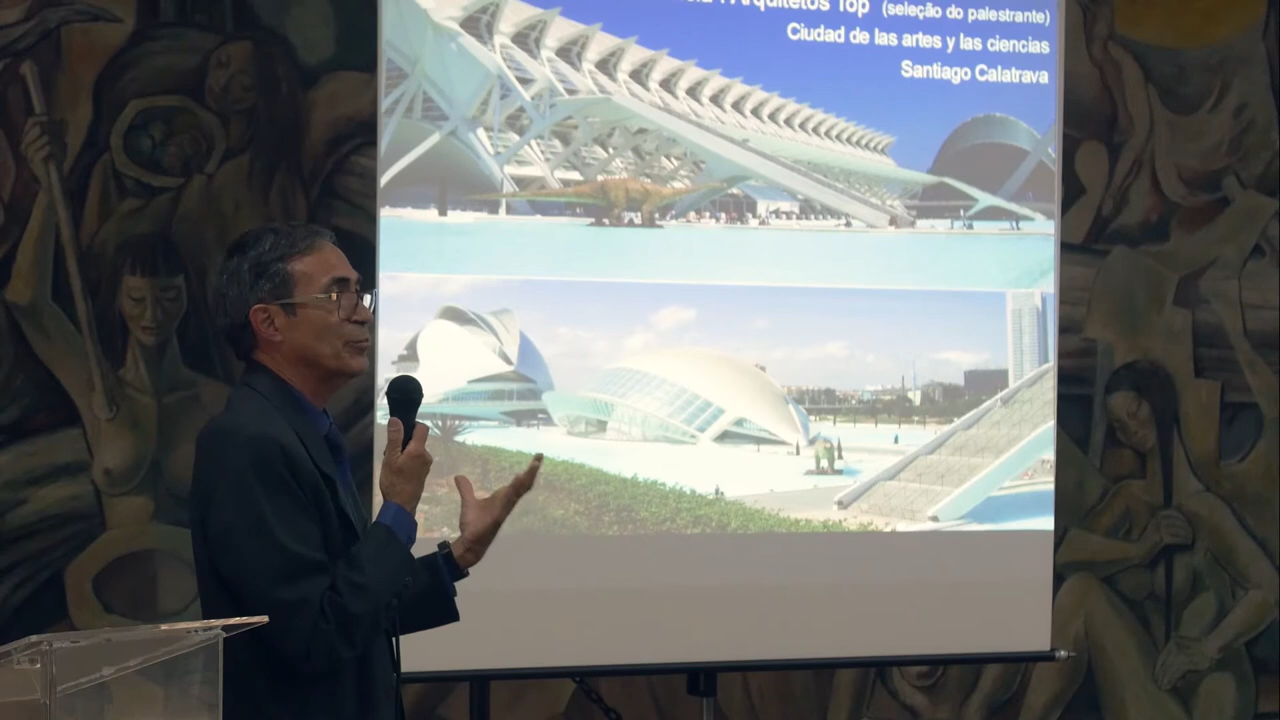 Arquitetos Top (seleção do palestrante)
Ciudad de las artes y las ciencias
Santiago Calatrava